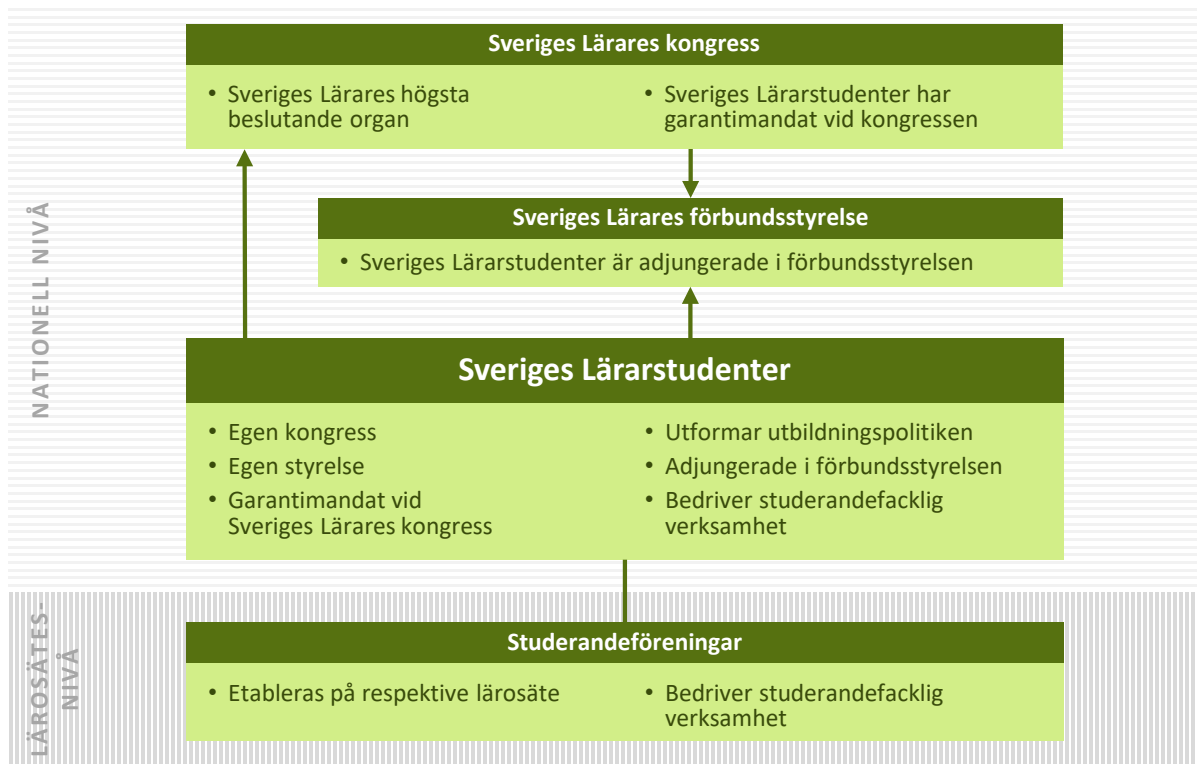 Sveriges Lärares kongress
• Sveriges Lärares högsta
beslutande organ
• Sveriges Lärarstudenter har
garantimandat vid kongressen
NATIONELL NIVÅ
Sveriges Lärares förbundsstyrelse
• Sveriges Lärarstudenter är adjungerade i förbundsstyrelsen
Sveriges Lärarstudenter
• Egen kongress
• Egen styrelse
• Garantimandat vid
Sveriges Lärares kongress
• Utformar utbildningspolitiken
• Adjungerade i förbundsstyrelsen
• Bedriver studerandefacklig
verksamhet
LÄROSÄTES-
NIVÅ
Studerandeföreningar
• Etableras på respektive lärosäte
• Bedriver studerandefacklig
verksamhet